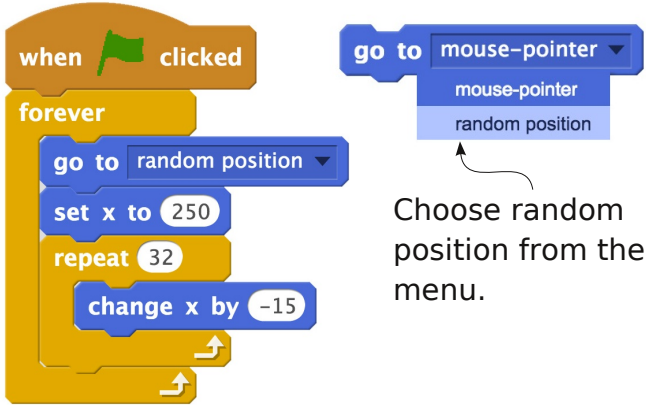 when clicked
forever
go to random position
set x to 250
repeat 32
change x by -15
go to mouse-pointer
mouse-pointer
random position
Choose random
position from the
menu.